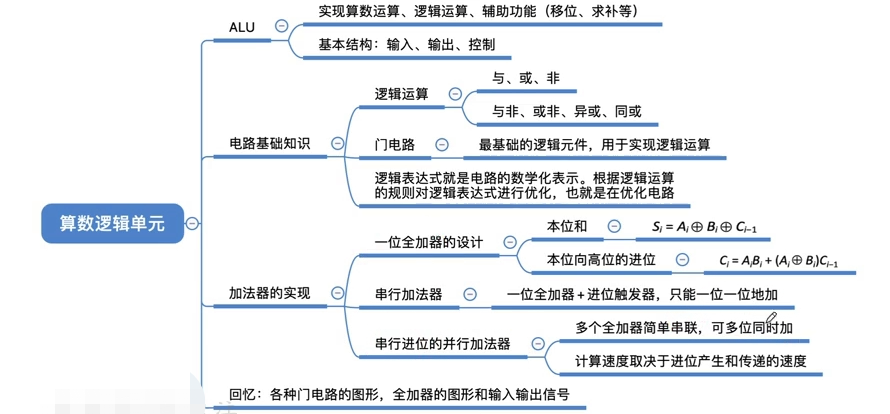 实现算数运算、逻辑运算、辅助功能（移位、求补等）
ALU
基本结构：输入、输出、控制
与、或、非
逻辑运算
与非、或非、异或、同或
电路基础知识
门电路
最基础的逻辑元件，用于实现逻辑运算
逻辑表达式就是电路的数学化表示。根据逻辑运算
的规则对逻辑表达式进行优化，也就是在优化电路
算数逻辑单元
本位和
Sᵢ = Aᵢ ⊕ Bᵢ ⊕ Cᵢ₋₁
一位全加器的设计
本位向高位的进位
Cᵢ = AᵢBᵢ + (Aᵢ ⊕ Bᵢ)Cᵢ₋₁
加法器的实现
串行加法器
一位全加器 + 进位触发器，只能一位一位地加
多个全加器简单串联，可多位同时加
串行进位的并行加法器
计算速度取决于进位产生和传递的速度
回忆：各种门电路的图形，全加器的图形和输入输出信号